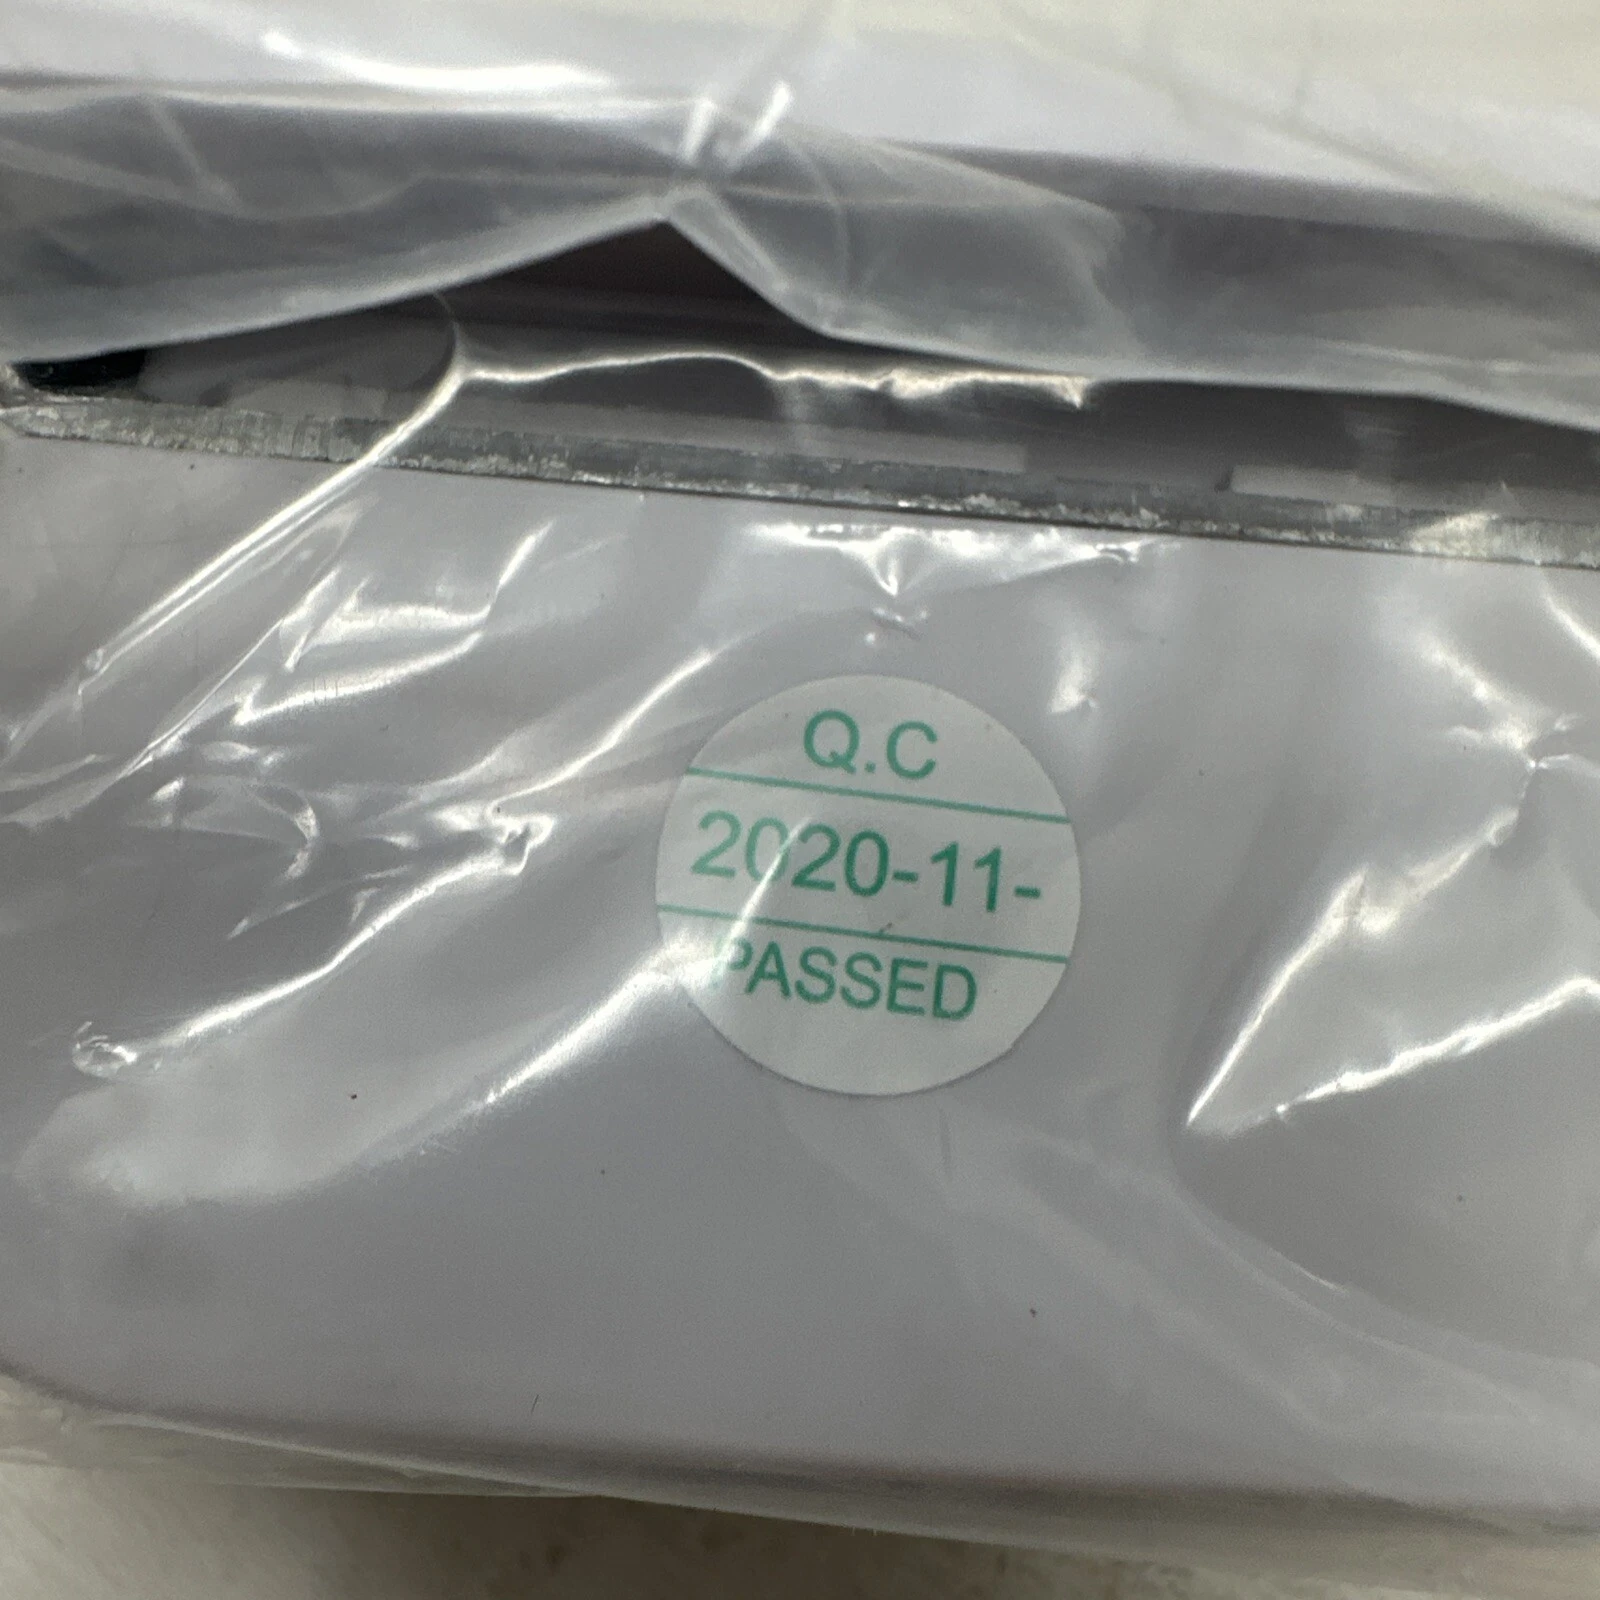 Q.C
2020-11-
PASSED